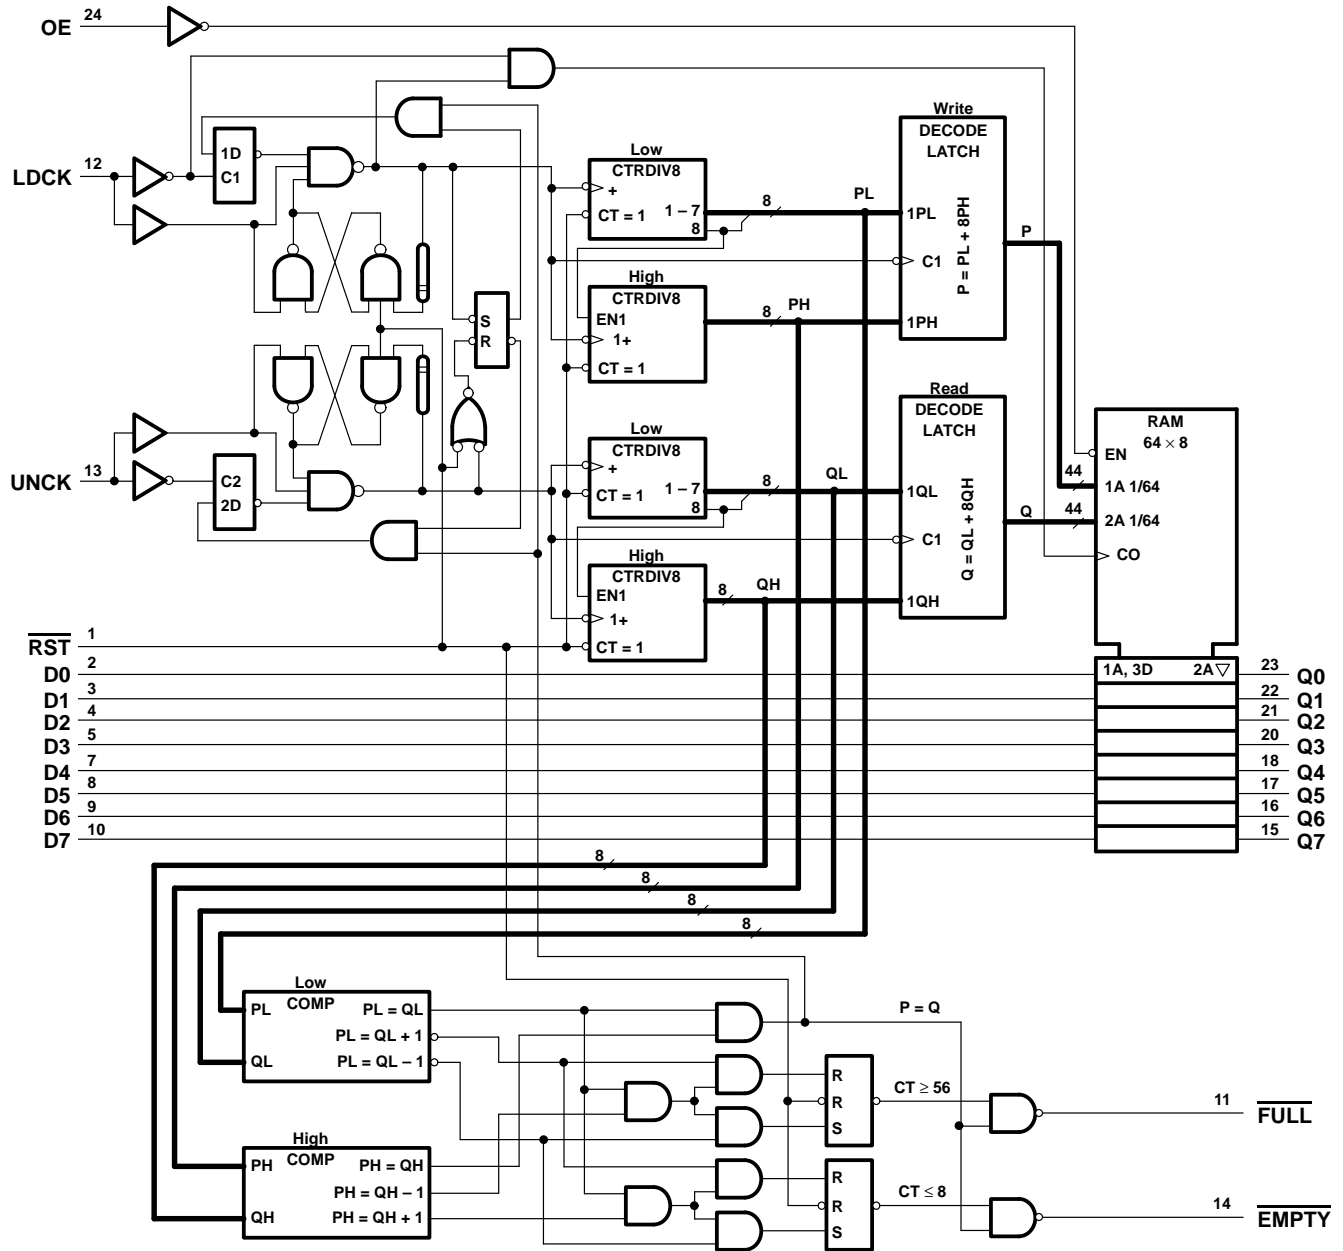 OE 24
LDCK 12
1D
C1
S
R
UNCK 13
C2
2D
Low
CTRDIV8
+
1 – 7
CT = 1
8
8
High
CTRDIV8
EN1
1+
CT = 1
8
PL
PH
Write
DECODE
LATCH
1PL
C1
1PH
P = PL + 8PH
P
Low
CTRDIV8
+
1 – 7
CT = 1
8
8
High
CTRDIV8
EN1
1+
CT = 1
8
QL
QH
Read
DECODE
LATCH
1QL
C1
1QH
Q = QL + 8QH
Q
RAM
64 × 8
EN
44
1A 1/64
44
2A 1/64
CO
RST 1
D0 2
1A, 3D 2A
23 Q0
D1 3
22 Q1
D2 4
21 Q2
D3 5
20 Q3
D4 7
18 Q4
D5 8
17 Q5
D6 9
16 Q6
D7 10
15 Q7
8
8
8
8
Low
COMP
PL
PL = QL
PL = QL + 1
QL
PL = QL – 1
High
COMP
PH
PH = QH
PH = QH – 1
QH
PH = QH + 1
P = Q
R
R
S
CT ≥ 56
11 FULL
R
R
S
CT ≤ 8
14 EMPTY